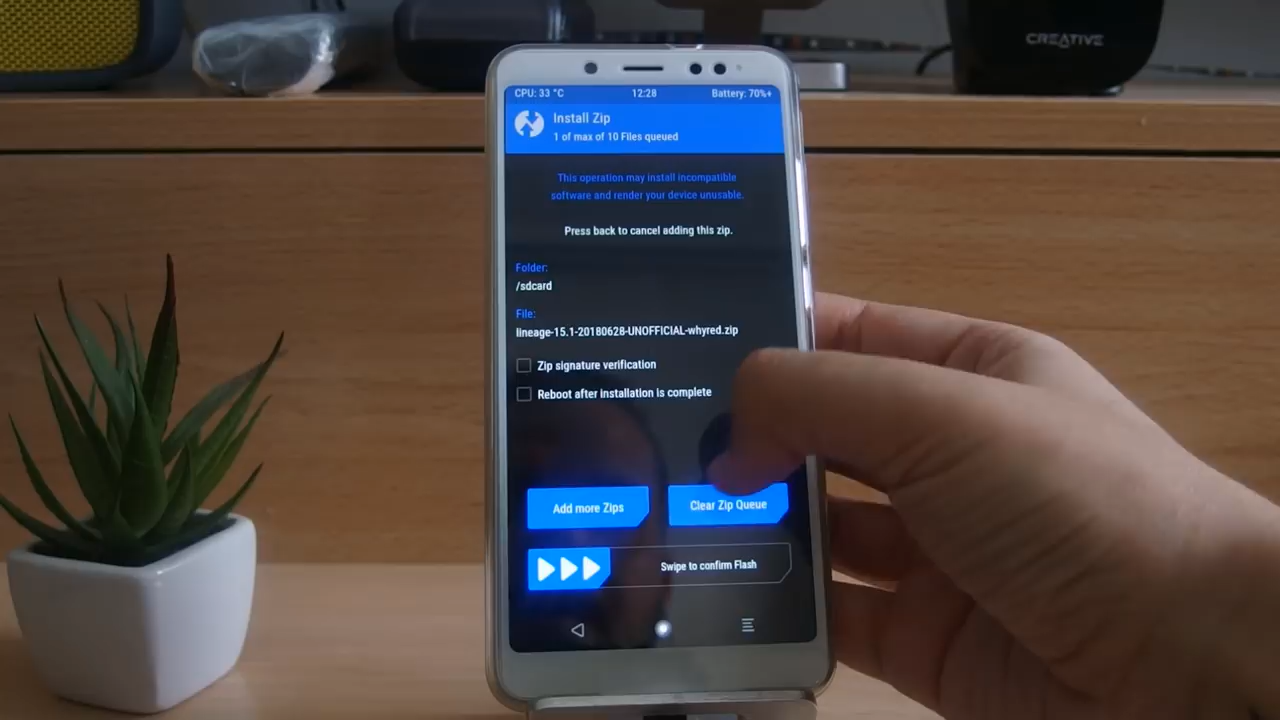 CREATIVE
CPU: 33 °C 12:28 Battery: 70%+
Install Zip
1 of max of 10 Files queued
This operation may install incompatible
software and render your device unusable.
Press back to cancel adding this zip.
Folder:
/sdcard
File:
lineage-15.1-20180628-UNOFFICIAL-whyred.zip
Zip signature verification
Reboot after installation is complete
Add more Zips
Clear Zip Queue
Swipe to confirm Flash